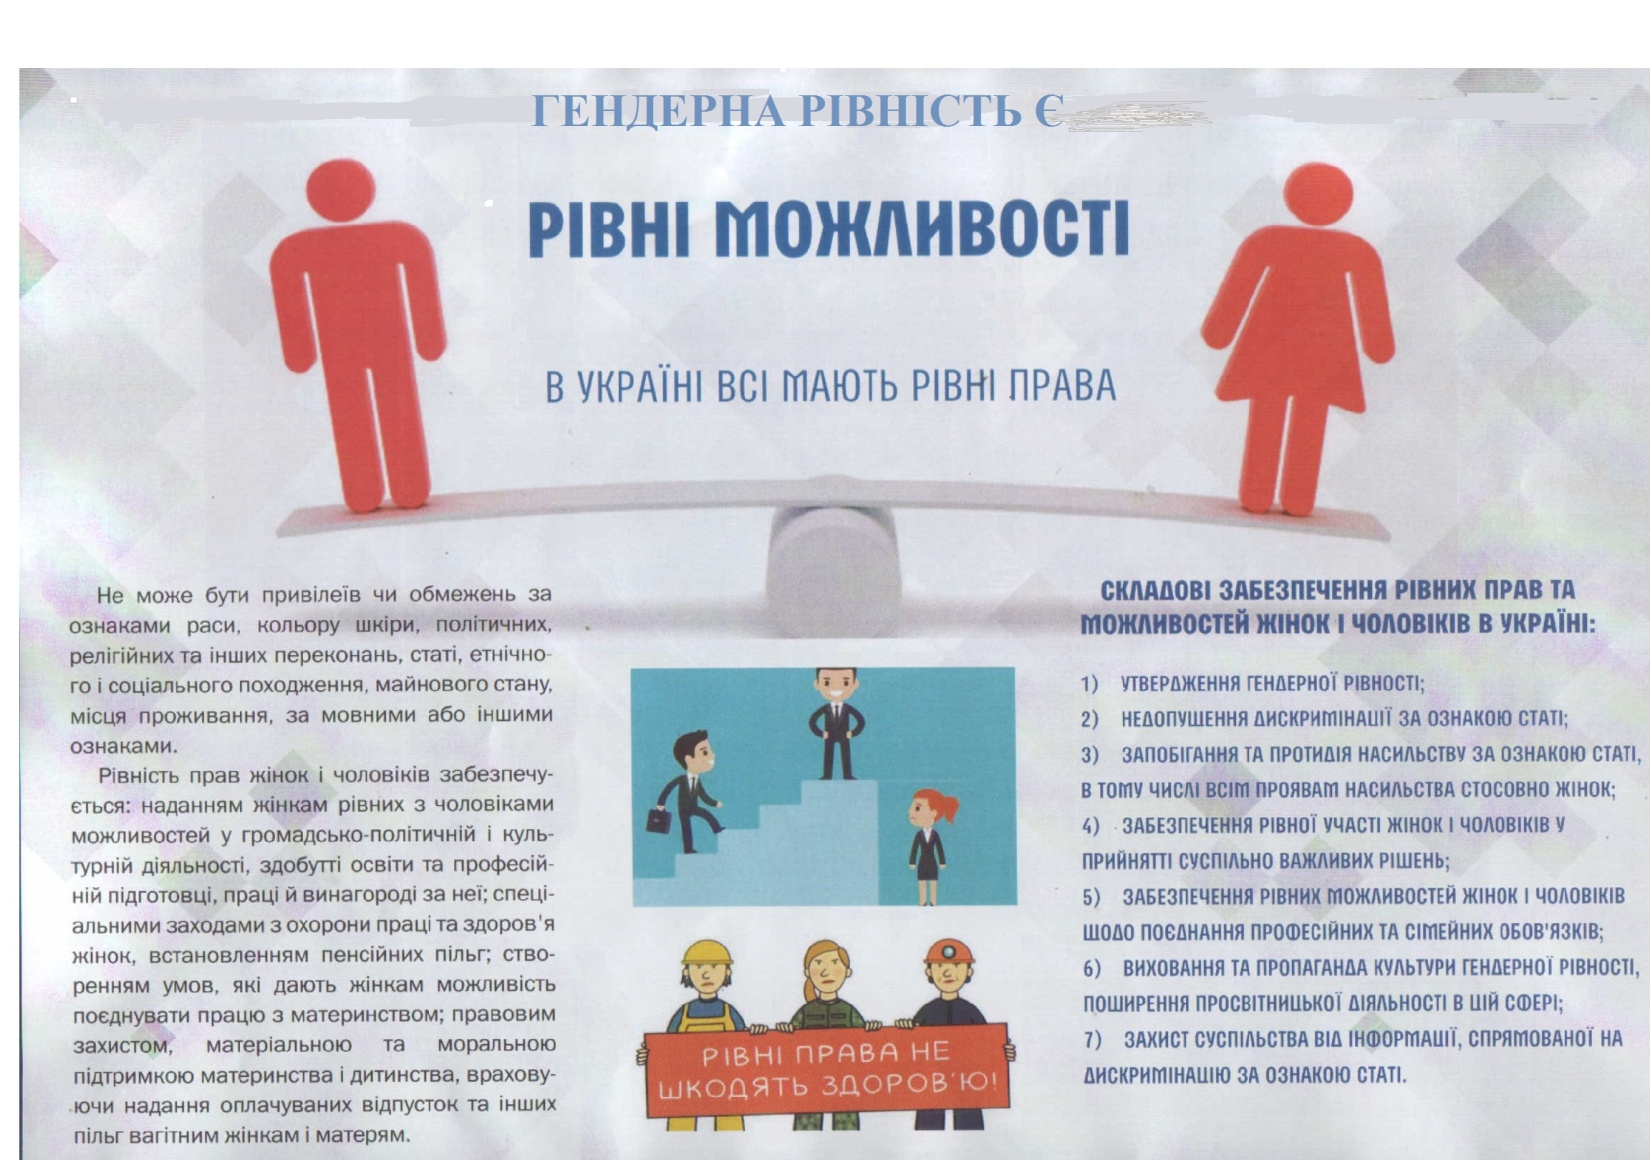 ГЕНДЕРНА РІВНІСТЬ Є
РІВНІ МОЖЛИВОСТІ
В УКРАЇНІ ВСІ МАЮТЬ РІВНІ ПРАВА
Не може бути привілеїв чи обмежень за
ознаками раси, кольору шкіри, політичних,
релігійних та інших переконань, статі, етнічно-
го і соціального походження, майнового стану,
місця проживання, за мовними або іншими
ознаками.
Рівність прав жінок і чоловіків забезпечу-
ється: наданням жінкам рівних з чоловіками
можливостей у громадсько-політичній і куль-
турній діяльності, здобутті освіти та професій-
ній підготовці, праці й винагороді за неї; спеці-
альними заходами з охорони праці та здоров'я
жінок, встановленням пенсійних пільг; ство-
ренням умов, які дають жінкам можливість
поєднувати працю з материнством; правовим
захистом, матеріальною та моральною
підтримкою материнства і дитинства, врахову-
ючи надання оплачуваних відпусток та інших
пільг вагітним жінкам і матерям.
РІВНІ ПРАВА НЕ
ШКОДЯТЬ ЗДОРОВ'Ю!
СКЛАДОВІ ЗАБЕЗПЕЧЕННЯ РІВНИХ ПРАВ ТА
МОЖЛИВОСТЕЙ ЖІНОК І ЧОЛОВІКІВ В УКРАЇНІ:
1) УТВЕРДЖЕННЯ ГЕНДЕРНОЇ РІВНОСТІ;
2) НЕДОПУЩЕННЯ ДИСКРИМІНАЦІЇ ЗА ОЗНАКОЮ СТАТІ;
3) ЗАПОБІГАННЯ ТА ПРОТИДІЯ НАСИЛЬСТВУ ЗА ОЗНАКОЮ СТАТІ,
В ТОМУ ЧИСЛІ ВСІМ ПРОЯВАМ НАСИЛЬСТВА СТОСОВНО ЖІНОК;
4) ЗАБЕЗПЕЧЕННЯ РІВНОЇ УЧАСТІ ЖІНОК І ЧОЛОВІКІВ У
ПРИЙНЯТТІ СУСПІЛЬНО ВАЖЛИВИХ РІШЕНЬ;
5) ЗАБЕЗПЕЧЕННЯ РІВНИХ МОЖЛИВОСТЕЙ ЖІНОК І ЧОЛОВІКІВ
ЩОДО ПОЄДНАННЯ ПРОФЕСІЙНИХ ТА СІМЕЙНИХ ОБОВ'ЯЗКІВ;
6) ВИХОВАННЯ ТА ПРОПАГАНДА КУЛЬТУРИ ГЕНДЕРНОЇ РІВНОСТІ,
ПОШИРЕННЯ ПРОСВІТНИЦЬКОЇ ДІЯЛЬНОСТІ В ЦІЙ СФЕРІ;
7) ЗАХИСТ СУСПІЛЬСТВА ВІД ІНФОРМАЦІЇ, СПРЯМОВАНОЇ НА
ДИСКРИМІНАЦІЮ ЗА ОЗНАКОЮ СТАТІ.